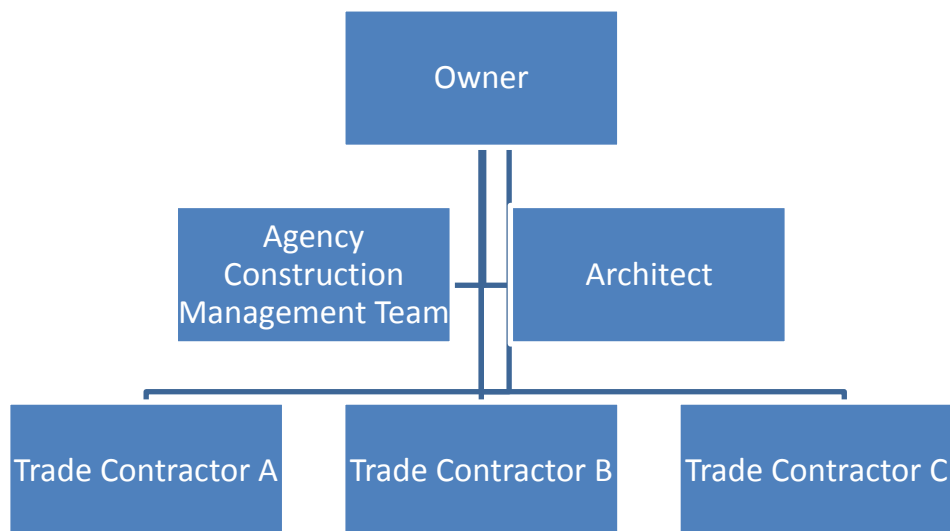 Owner
Agency
Construction
Management Team
Architect
Trade Contractor A
Trade Contractor B
Trade Contractor C